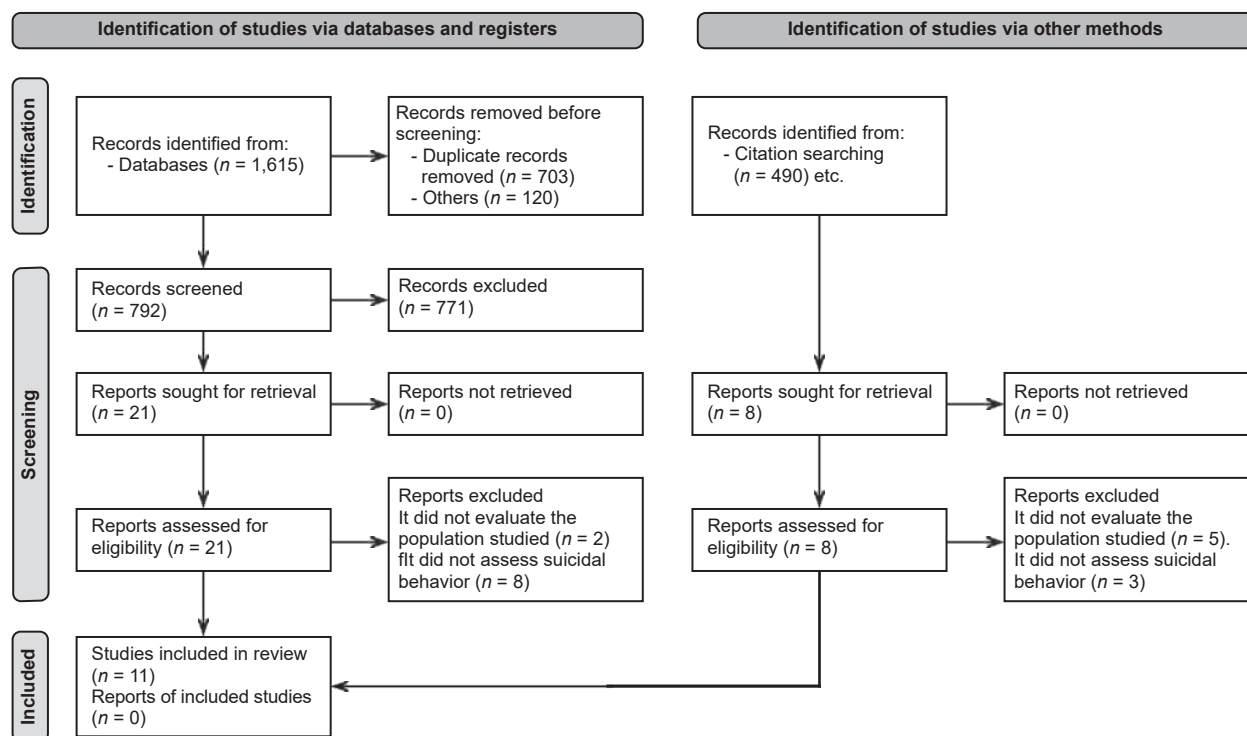 Identification of studies via databases and registers
Identification of studies via other methods
Identification
Records identified from:
- Databases (n = 1,615)
Records removed before
screening:
- Duplicate records
removed (n = 703)
- Others (n = 120)
Records identified from:
- Citation searching
(n = 490) etc.
Screening
Records screened
(n = 792)
Records excluded
(n = 771)
Reports sought for retrieval
(n = 21)
Reports not retrieved
(n = 0)
Reports sought for retrieval
(n = 8)
Reports not retrieved
(n = 0)
Reports assessed for
eligibility (n = 21)
Reports excluded
It did not evaluate the
population studied (n = 2)
flt did not assess suicidal
behavior (n = 8)
Reports assessed for
eligibility (n = 8)
Reports excluded
It did not evaluate the
population studied (n = 5).
It did not assess suicidal
behavior (n = 3)
Included
Studies included in review
(n = 11)
Reports of included studies
(n = 0)